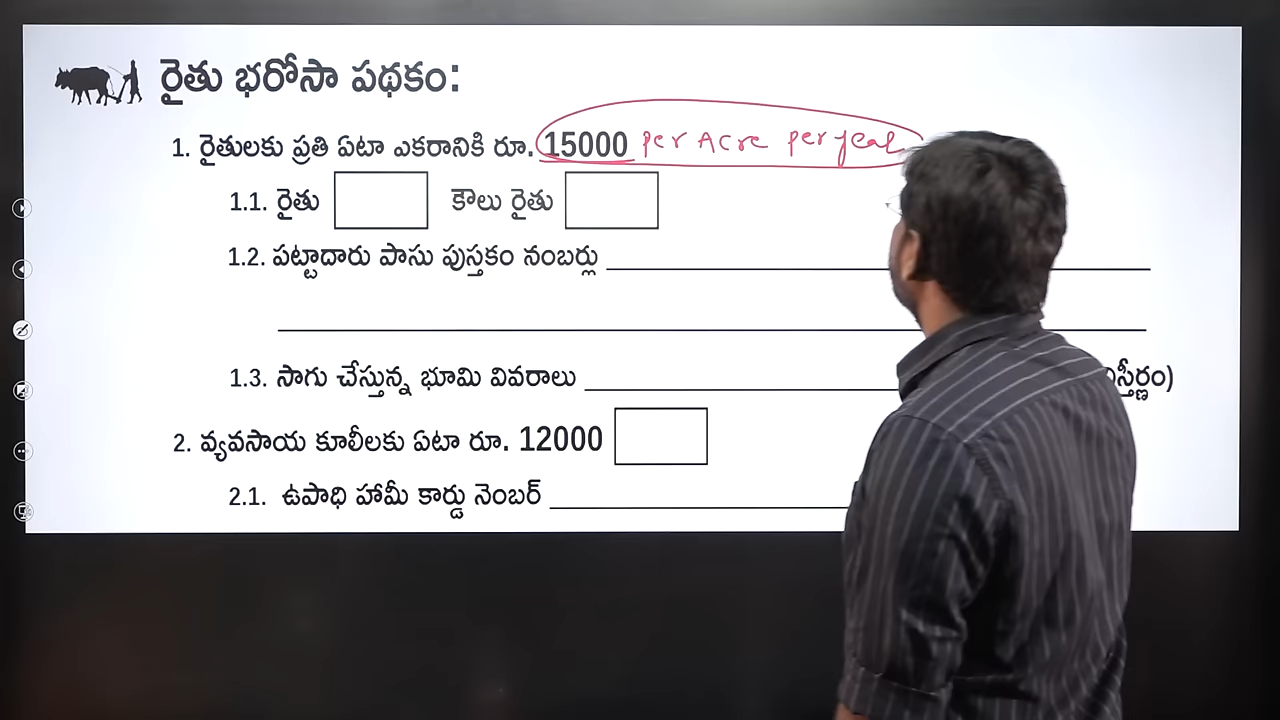 రైతు భరోసా పథకం:
1. రైతులకు ప్రతి ఏటా ఎకరానికి రూ. 15000 per Acre per year
1.1. రైతు కౌలు రైతు
1.2. పట్టాదారు పాసు పుస్తకం నంబర్లు
1.3. సాగు చేస్తున్న భూమి వివరాలు
2. వ్యవసాయ కూలీలకు ఏటా రూ. 12000
2.1. ఉపాధి హామీ కార్డు నెంబర్